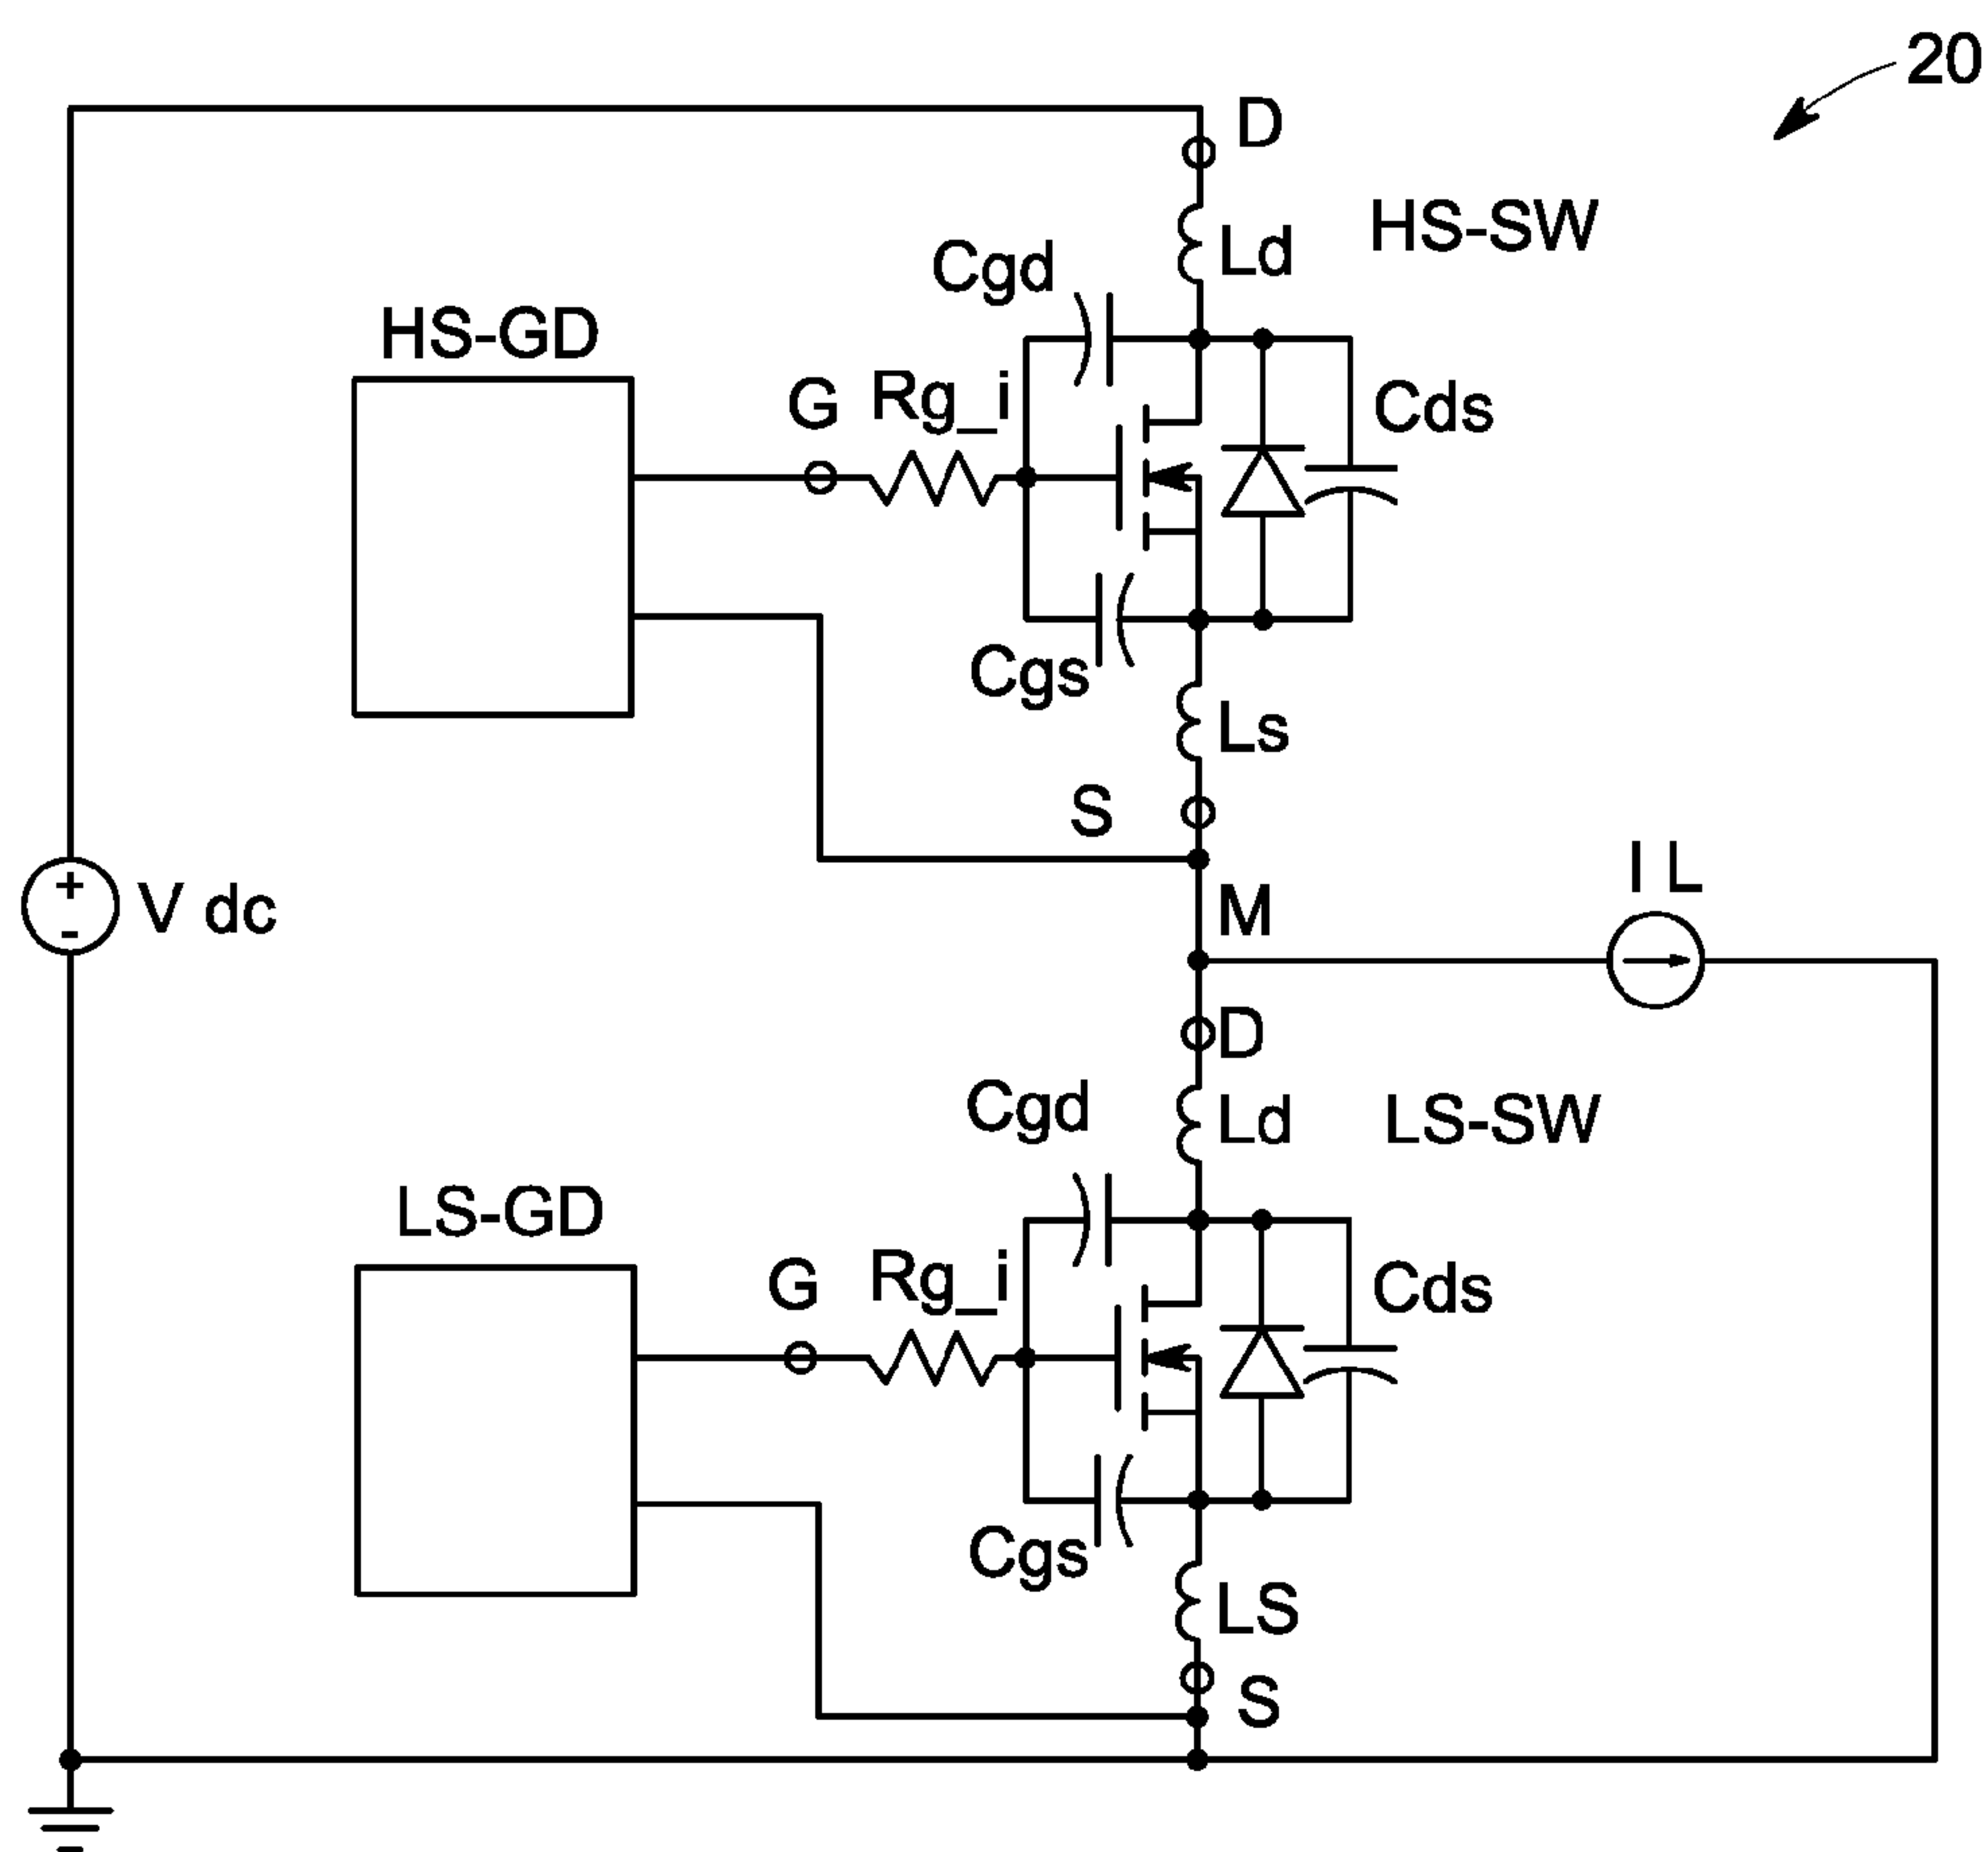 20
D
HS-SW
Ld
Cgd
HS-GD
G
Rg_i
Cds
Cgs
Ls
S
I L
+
-
V dc
M
D
Cgd
Ld
LS-SW
LS-GD
G
Rg_i
Cds
Cgs
LS
S